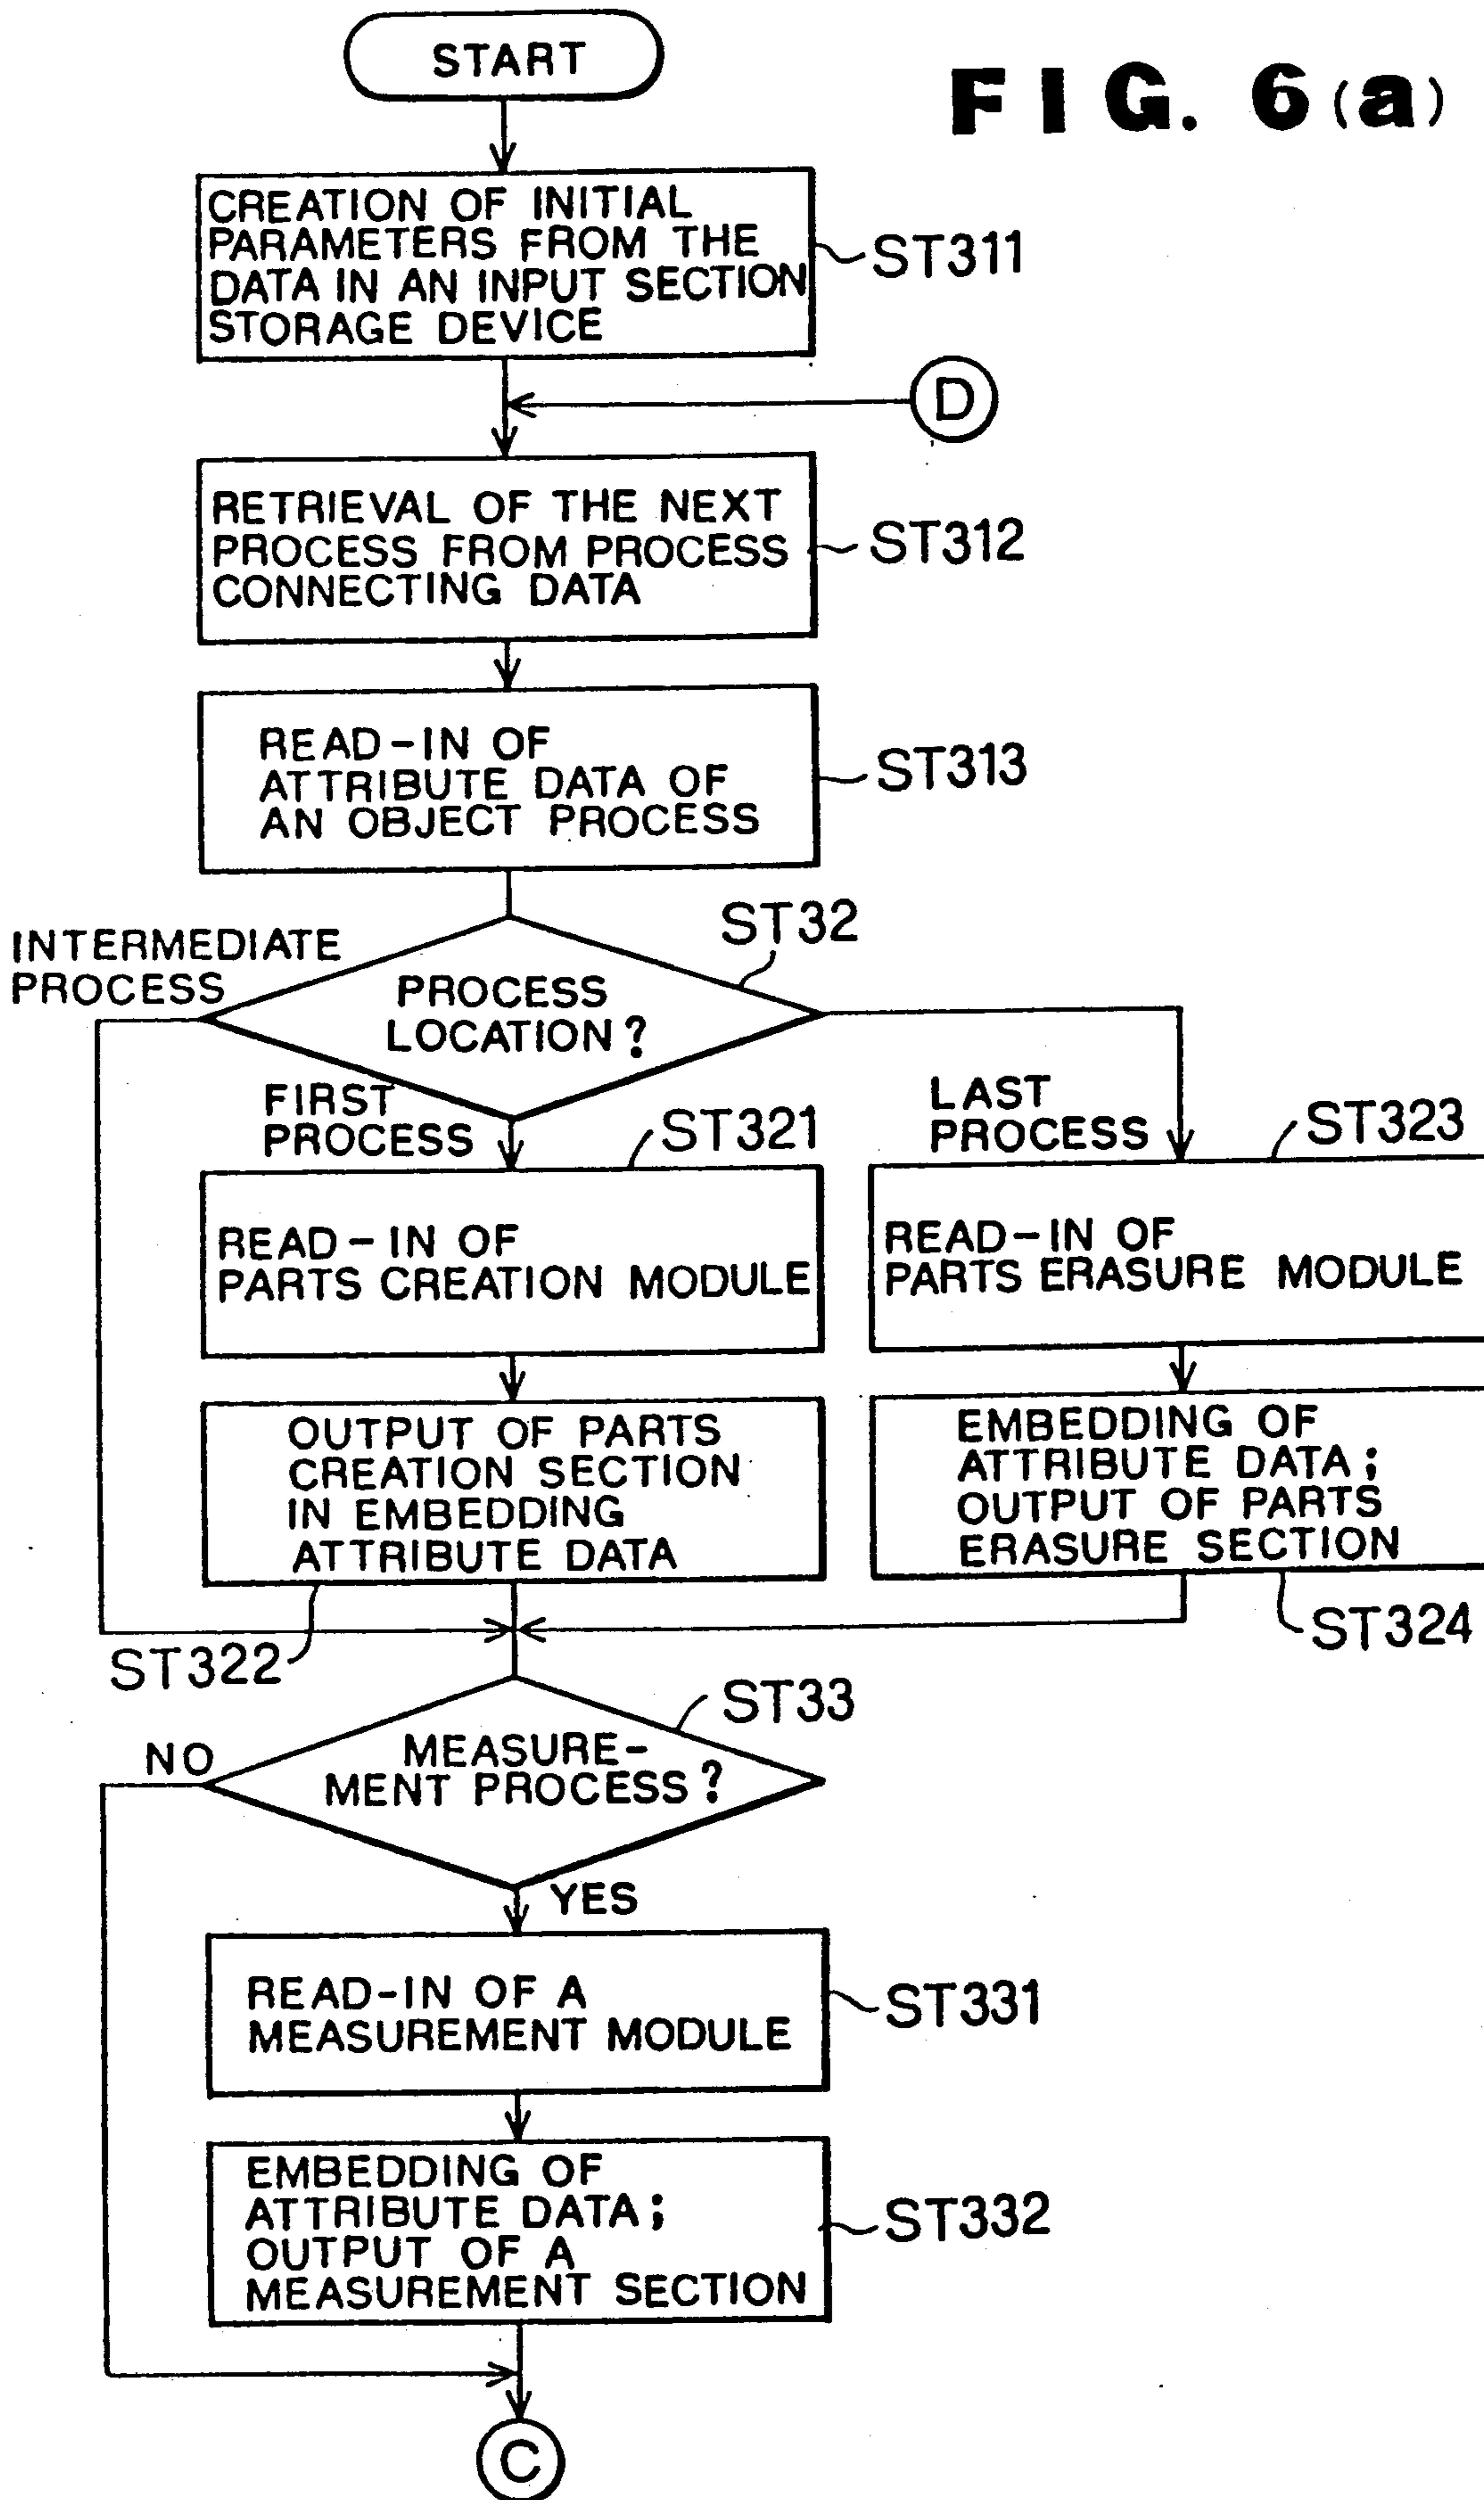 START
FIG. 6(a)
CREATION OF INITIAL
PARAMETERS FROM THE
DATA IN AN INPUT SECTION
STORAGE DEVICE
ST311
D
RETRIEVAL OF THE NEXT
PROCESS FROM PROCESS
CONNECTING DATA
ST312
READ-IN OF
ATTRIBUTE DATA OF
AN OBJECT PROCESS
ST313
ST32
INTERMEDIATE
PROCESS
PROCESS
LOCATION?
FIRST
PROCESS
ST321
LAST
PROCESS
ST323
READ-IN OF
PARTS CREATION MODULE
READ-IN OF
PARTS ERASURE MODULE
OUTPUT OF PARTS
CREATION SECTION
IN EMBEDDING
ATTRIBUTE DATA
EMBEDDING OF
ATTRIBUTE DATA;
OUTPUT OF PARTS
ERASURE SECTION
ST322
ST324
ST33
NO
MEASURE-
MENT PROCESS?
YES
READ-IN OF A
MEASUREMENT MODULE
ST331
EMBEDDING OF
ATTRIBUTE DATA;
OUTPUT OF A
MEASUREMENT SECTION
ST332
C